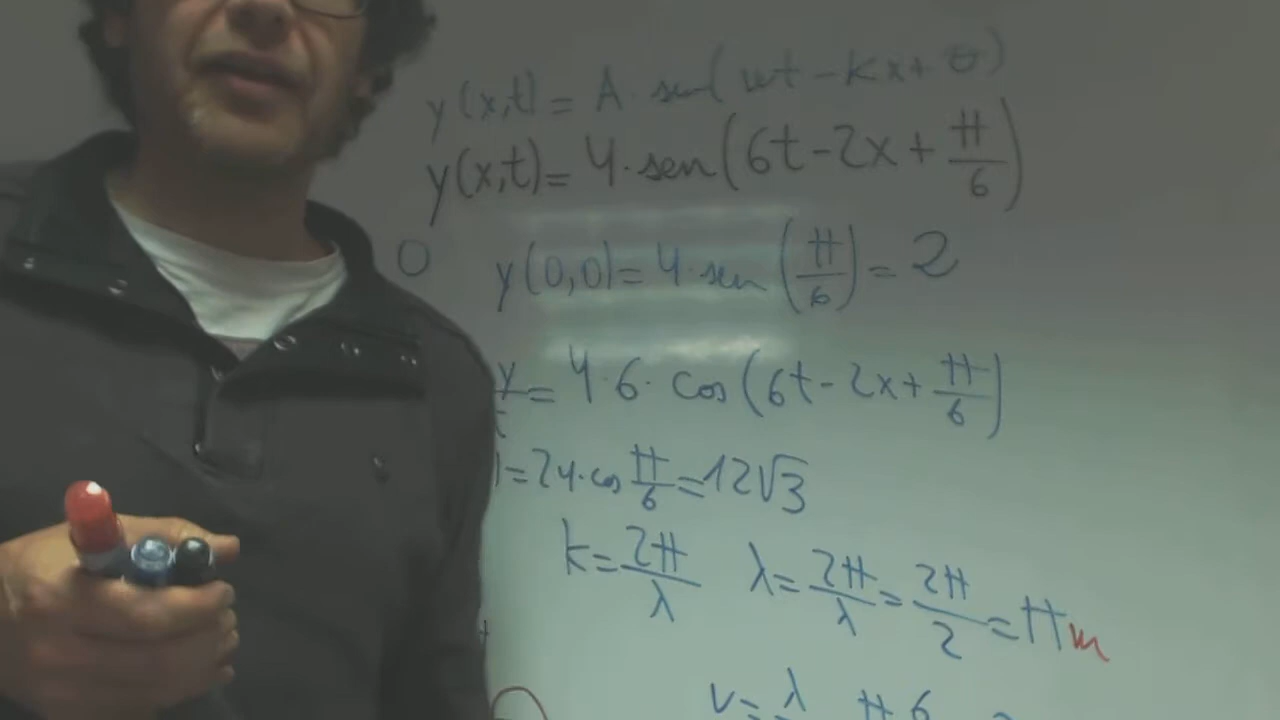 y(x,t) = A · sen(ωt - kx + θ)
y(x,t) = 4 · sen(6t - 2x + π/6)
0 y(0,0) = 4 · sen(π/6) = 2
y/t = 4 · 6 · cos(6t - 2x + π/6)
) = 24 · cos π/6 = 12√3
k = 2π/λ λ = 2π/λ = 2π/2 = π m
v = λ π 6